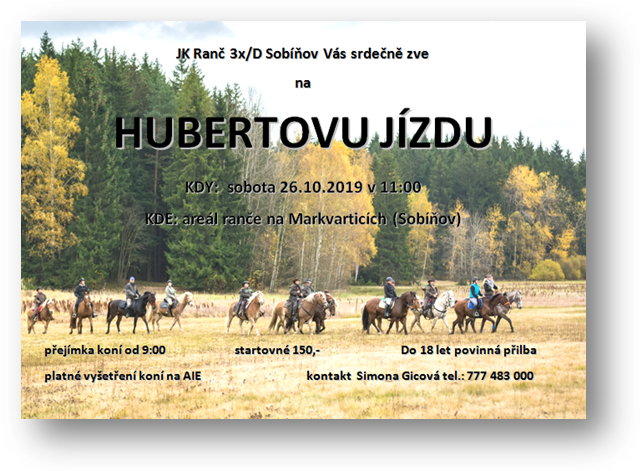 JK Ranč 3x/D Sobíňov Vás srdečně zve
na
HUBERTOVU JÍZDU
KDY:  sobota 26.10.2019 v 11:00
KDE: areál ranče na Markvarticích (Sobíňov)
přejímka koní od 9:00 startovné 150,- Do 18 let povinná přilba
platné vyšetření koní na AIE kontakt Simona Gicová tel.: 777 483 000